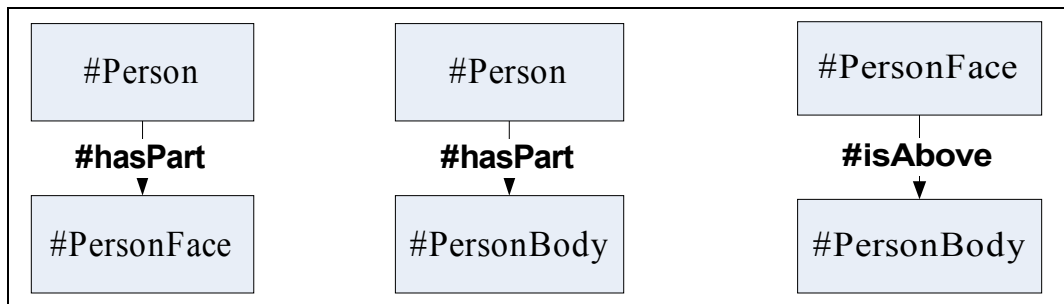 #Person
#hasPart
#PersonFace
#Person
#hasPart
#PersonBody
#PersonFace
#isAbove
#PersonBody